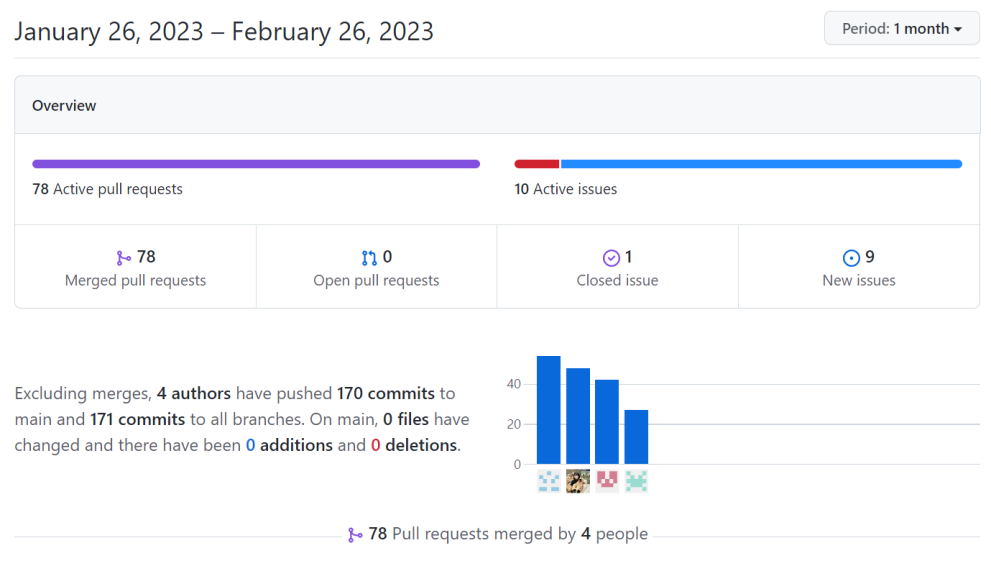 January 26, 2023 – February 26, 2023
Period: 1 month
Overview
78 Active pull requests
10 Active issues
78
Merged pull requests
0
Open pull requests
1
Closed issue
9
New issues
Excluding merges, 4 authors have pushed 170 commits to
main and 171 commits to all branches. On main, 0 files have
changed and there have been 0 additions and 0 deletions.
40
20
0
78 Pull requests merged by 4 people